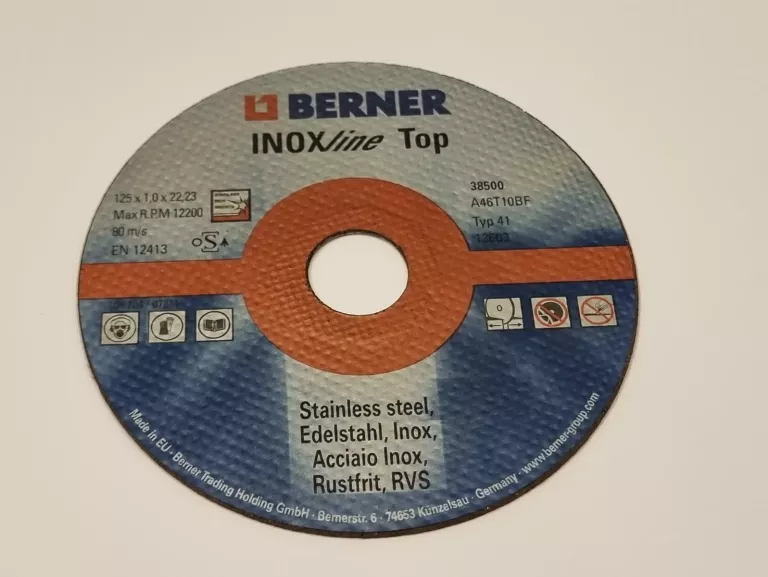 BERNER
INOXline Top
125 x 1,0 x 22,23
Max R.P.M 12200
80 m/s
EN 12413
oS
38500
A46T10BF
Typ 41
Stainless steel,
Edelstahl, Inox,
Acciaio Inox,
Rustfrit, RVS
Made in EU · Berner Trading Holding GmbH · Bernerstr. 6 · 74653 Künzelsau · Germany · www.berner-group.com